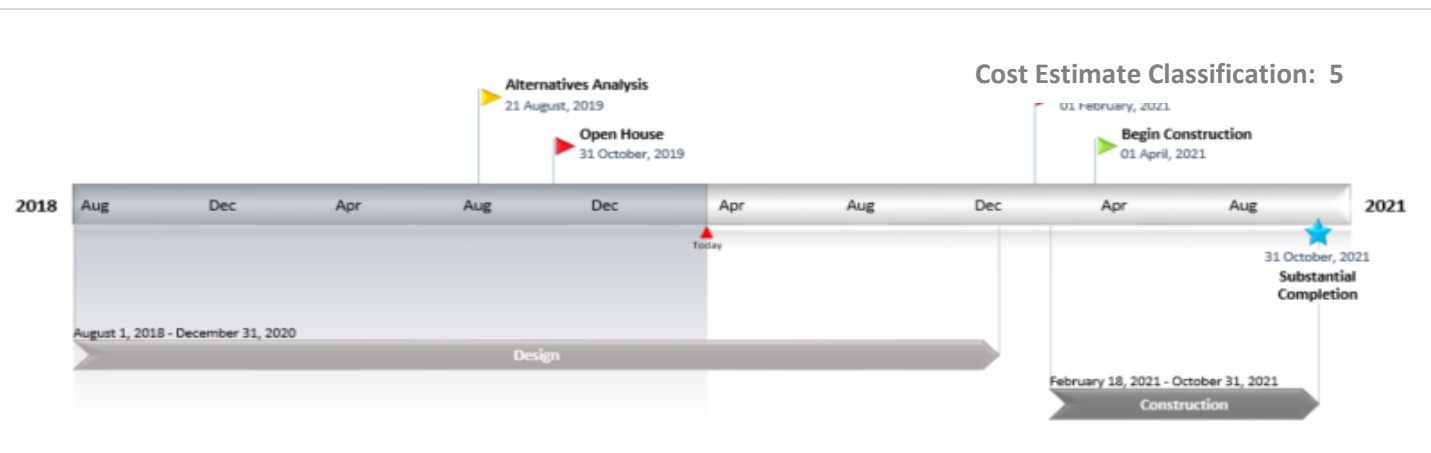 Cost Estimate Classification: 5
Alternatives Analysis
21 August, 2019
01 February, 2021
Open House
31 October, 2019
Begin Construction
01 April, 2021
2018 Aug Dec Apr Aug Dec Apr Aug Dec Apr Aug 2021
Today
31 October, 2021
Substantial
Completion
August 1, 2018 - December 31, 2020
Design
February 18, 2021 - October 31, 2021
Construction